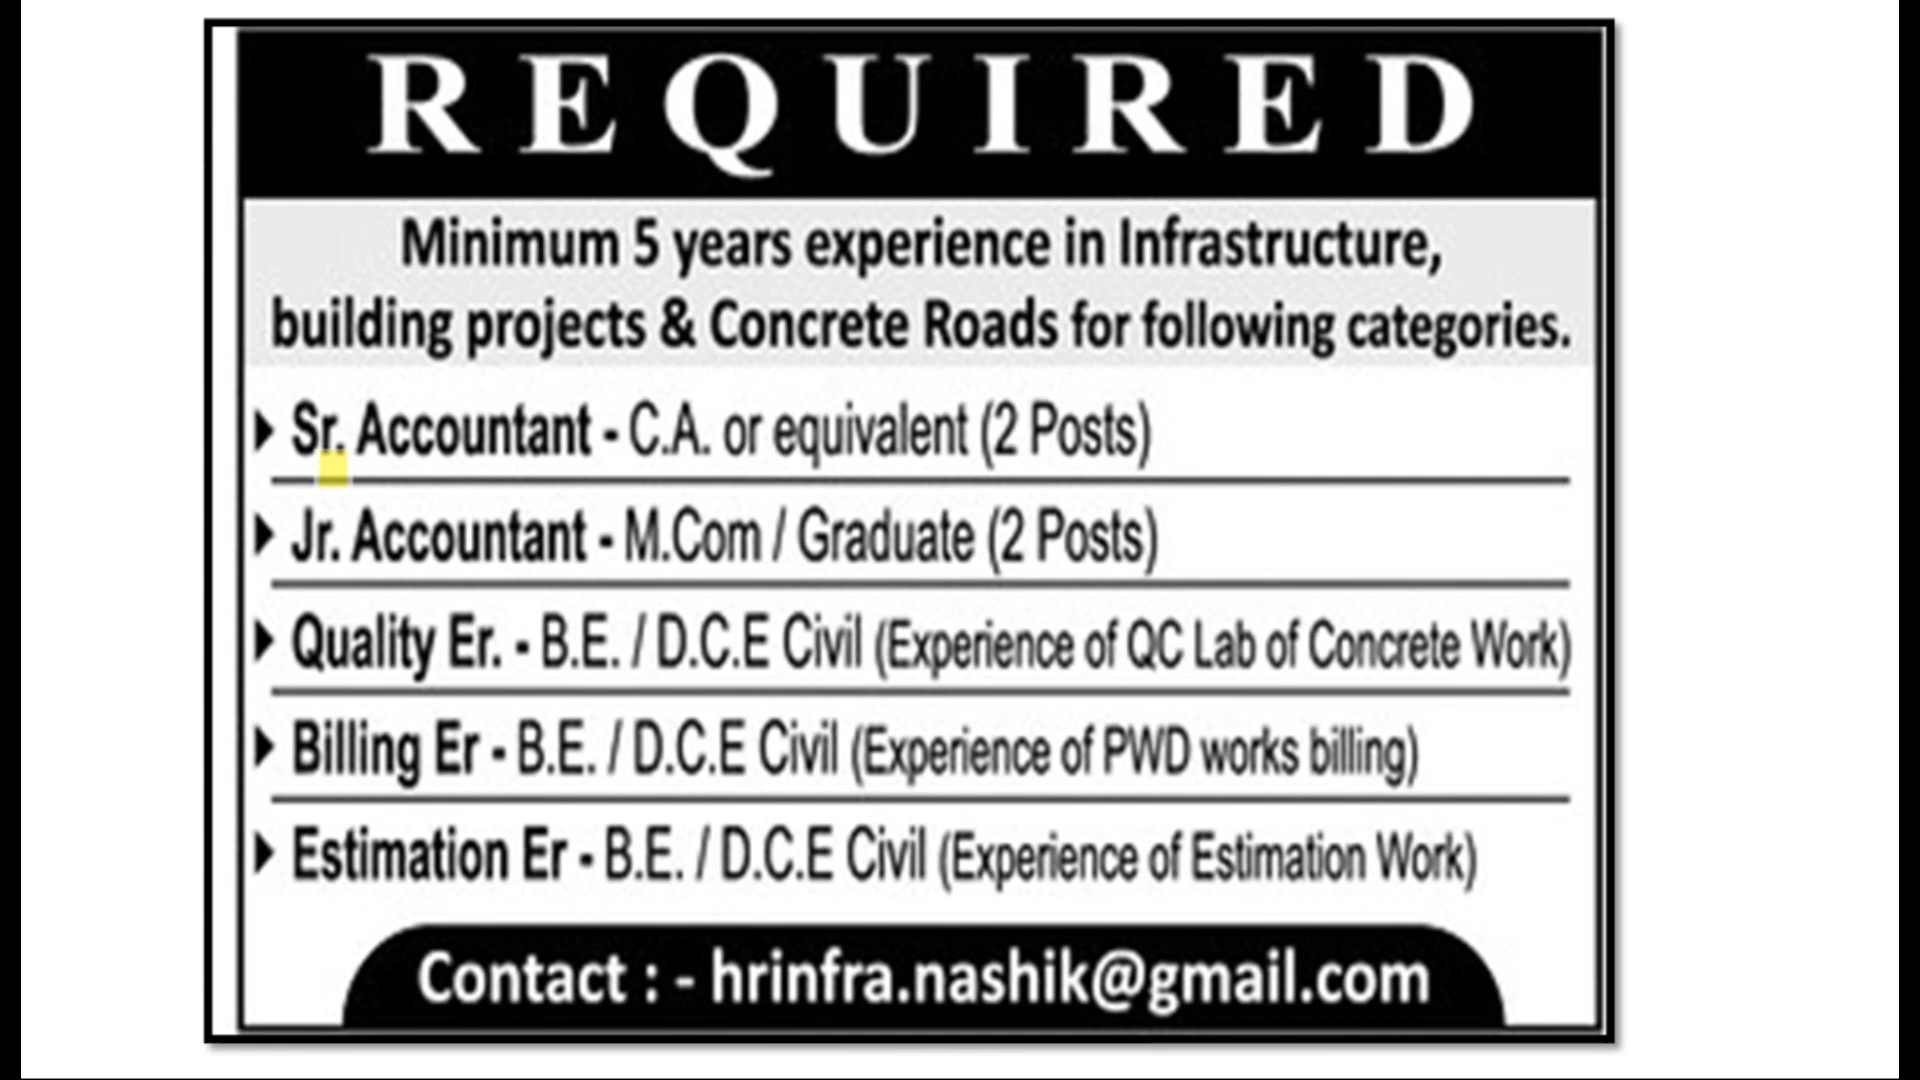 REQUIRED
Minimum 5 years experience in Infrastructure,
building projects & Concrete Roads for following categories.
Sr. Accountant - C.A. or equivalent (2 Posts)
Jr. Accountant - M.Com / Graduate (2 Posts)
Quality Er. - B.E. / D.C.E Civil (Experience of QC Lab of Concrete Work)
Billing Er - B.E. / D.C.E Civil (Experience of PWD works billing)
Estimation Er - B.E. / D.C.E Civil (Experience of Estimation Work)
Contact : - hrinfra.nashik@gmail.com